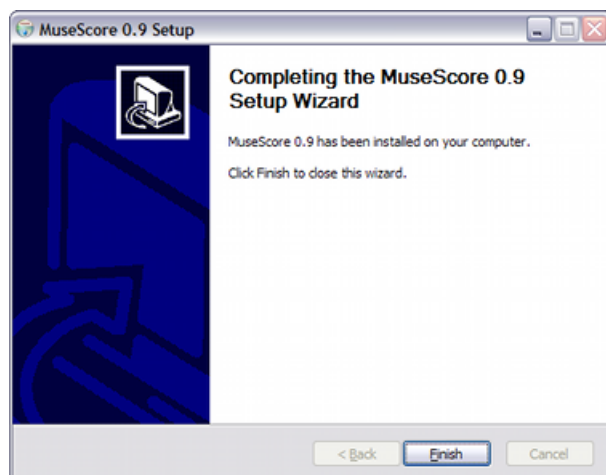 MuseScore 0.9 Setup
Completing the MuseScore 0.9
Setup Wizard
MuseScore 0.9 has been installed on your computer.
Click Finish to close this wizard.
< Back
Finish
Cancel